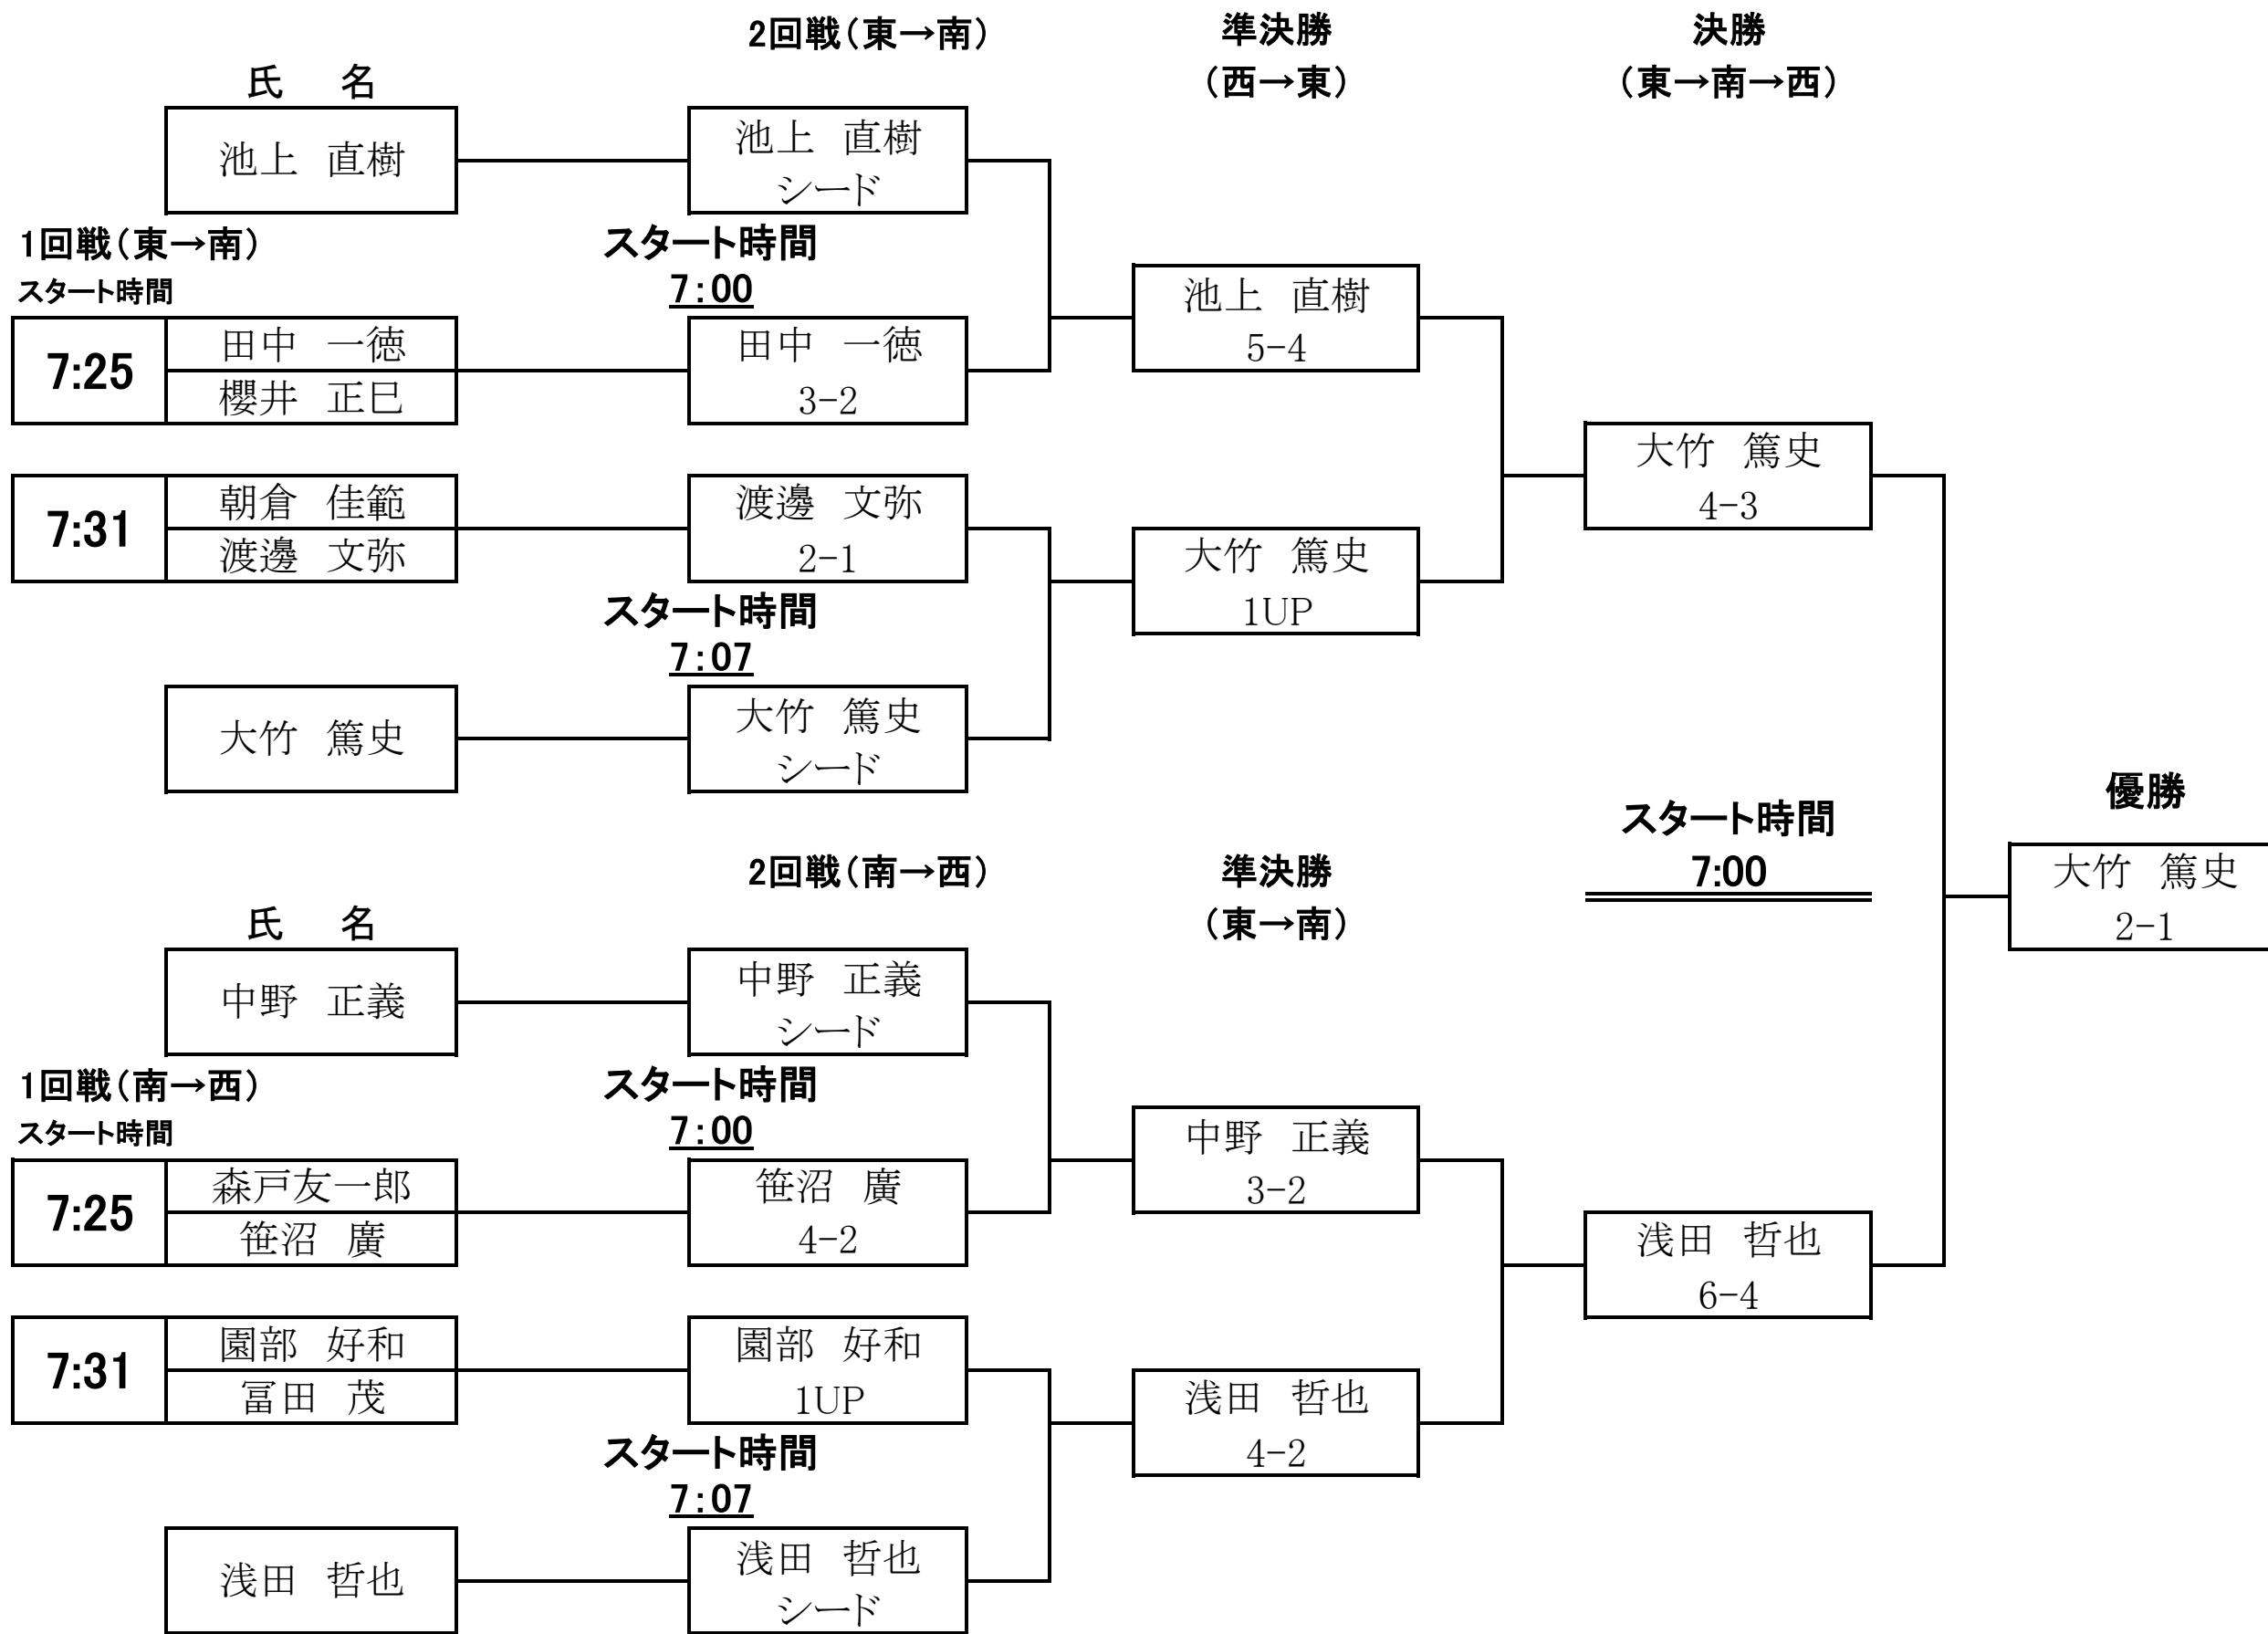 2回戦(東→南)
準決勝
決勝
氏　名
(西→東)
(東→南→西)
池上　直樹
池上　直樹
シード
1回戦(東→南)
スタート時間
スタート時間
7:00
池上　直樹
5-4
7:25
田中　一徳
櫻井　正巳
田中　一徳
3-2
大竹　篤史
4-3
7:31
朝倉　佳範
渡邊　文弥
渡邊　文弥
2-1
大竹　篤史
1UP
スタート時間
7:07
大竹　篤史
大竹　篤史
シード
優勝
スタート時間
7:00
大竹　篤史
2-1
2回戦(南→西)
準決勝
氏　名
(東→南)
中野　正義
中野　正義
シード
1回戦(南→西)
スタート時間
スタート時間
7:00
中野　正義
3-2
7:25
森戸友一郎
笹沼　廣
笹沼　廣
4-2
浅田　哲也
6-4
7:31
園部　好和
冨田　茂
園部　好和
1UP
浅田　哲也
4-2
スタート時間
7:07
浅田　哲也
浅田　哲也
シード